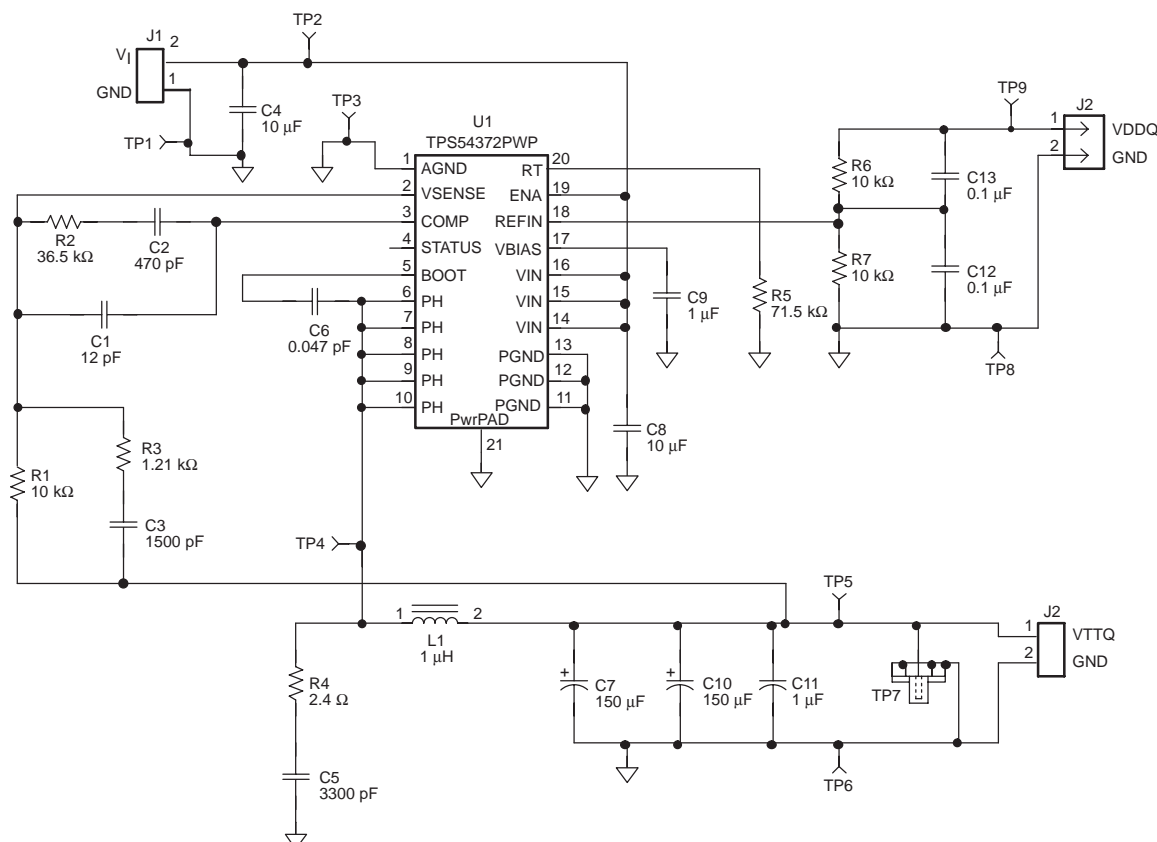 J1
2
VI
1
GND
TP2
TP1
C4
10 μF
TP3
U1
TPS54372PWP
1 AGND
2 VSENSE
3 COMP
4 STATUS
5 BOOT
6 PH
7 PH
8 PH
9 PH
10 PH
RT 20
ENA 19
REFIN 18
VBIAS 17
VIN 16
VIN 15
VIN 14
PGND 13
PGND 12
PGND 11
PwrPAD
21
TP9
J2
1 VDDQ
2 GND
R6
10 kΩ
C13
0.1 μF
R7
10 kΩ
C12
0.1 μF
TP8
R2
36.5 kΩ
C2
470 pF
C1
12 pF
C6
0.047 pF
C9
1 μF
R5
71.5 kΩ
C8
10 μF
R3
1.21 kΩ
R1
10 kΩ
C3
1500 pF
TP4
1 2
L1
1 μH
TP5
J2
1 VTTQ
2 GND
R4
2.4 Ω
+
C7
150 μF
+
C10
150 μF
C11
1 μF
TP7
TP6
C5
3300 pF